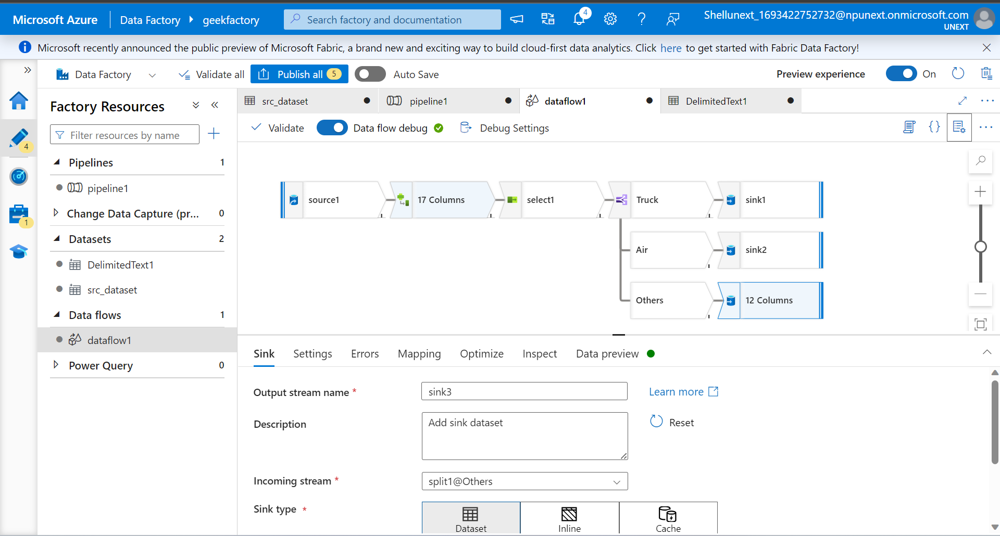 Microsoft Azure
Data Factory
geekfactory
Search factory and documentation
4
Shellunext_1693422752732@npunext.onmicrosoft.com
UNEXT
Microsoft recently announced the public preview of Microsoft Fabric, a brand new and exciting way to build cloud-first data analytics. Click here to get started with Fabric Data Factory!
Data Factory
Validate all
Publish all 5
Auto Save
Preview experience
On
4
1
Factory Resources
Filter resources by name
Pipelines 1
pipeline1
Change Data Capture (pr... 0
Datasets 2
DelimitedText1
src_dataset
Data flows 1
dataflow1
Power Query 0
src_dataset
pipeline1
dataflow1
DelimitedText1
Validate
Data flow debug
Debug Settings
source1
17 Columns
select1
Truck
sink1
Air
sink2
Others
12 Columns
Sink
Settings
Errors
Mapping
Optimize
Inspect
Data preview
Output stream name *
sink3
Learn more
Description
Add sink dataset
Reset
Incoming stream *
split1@Others
Sink type *
Dataset
Inline
Cache